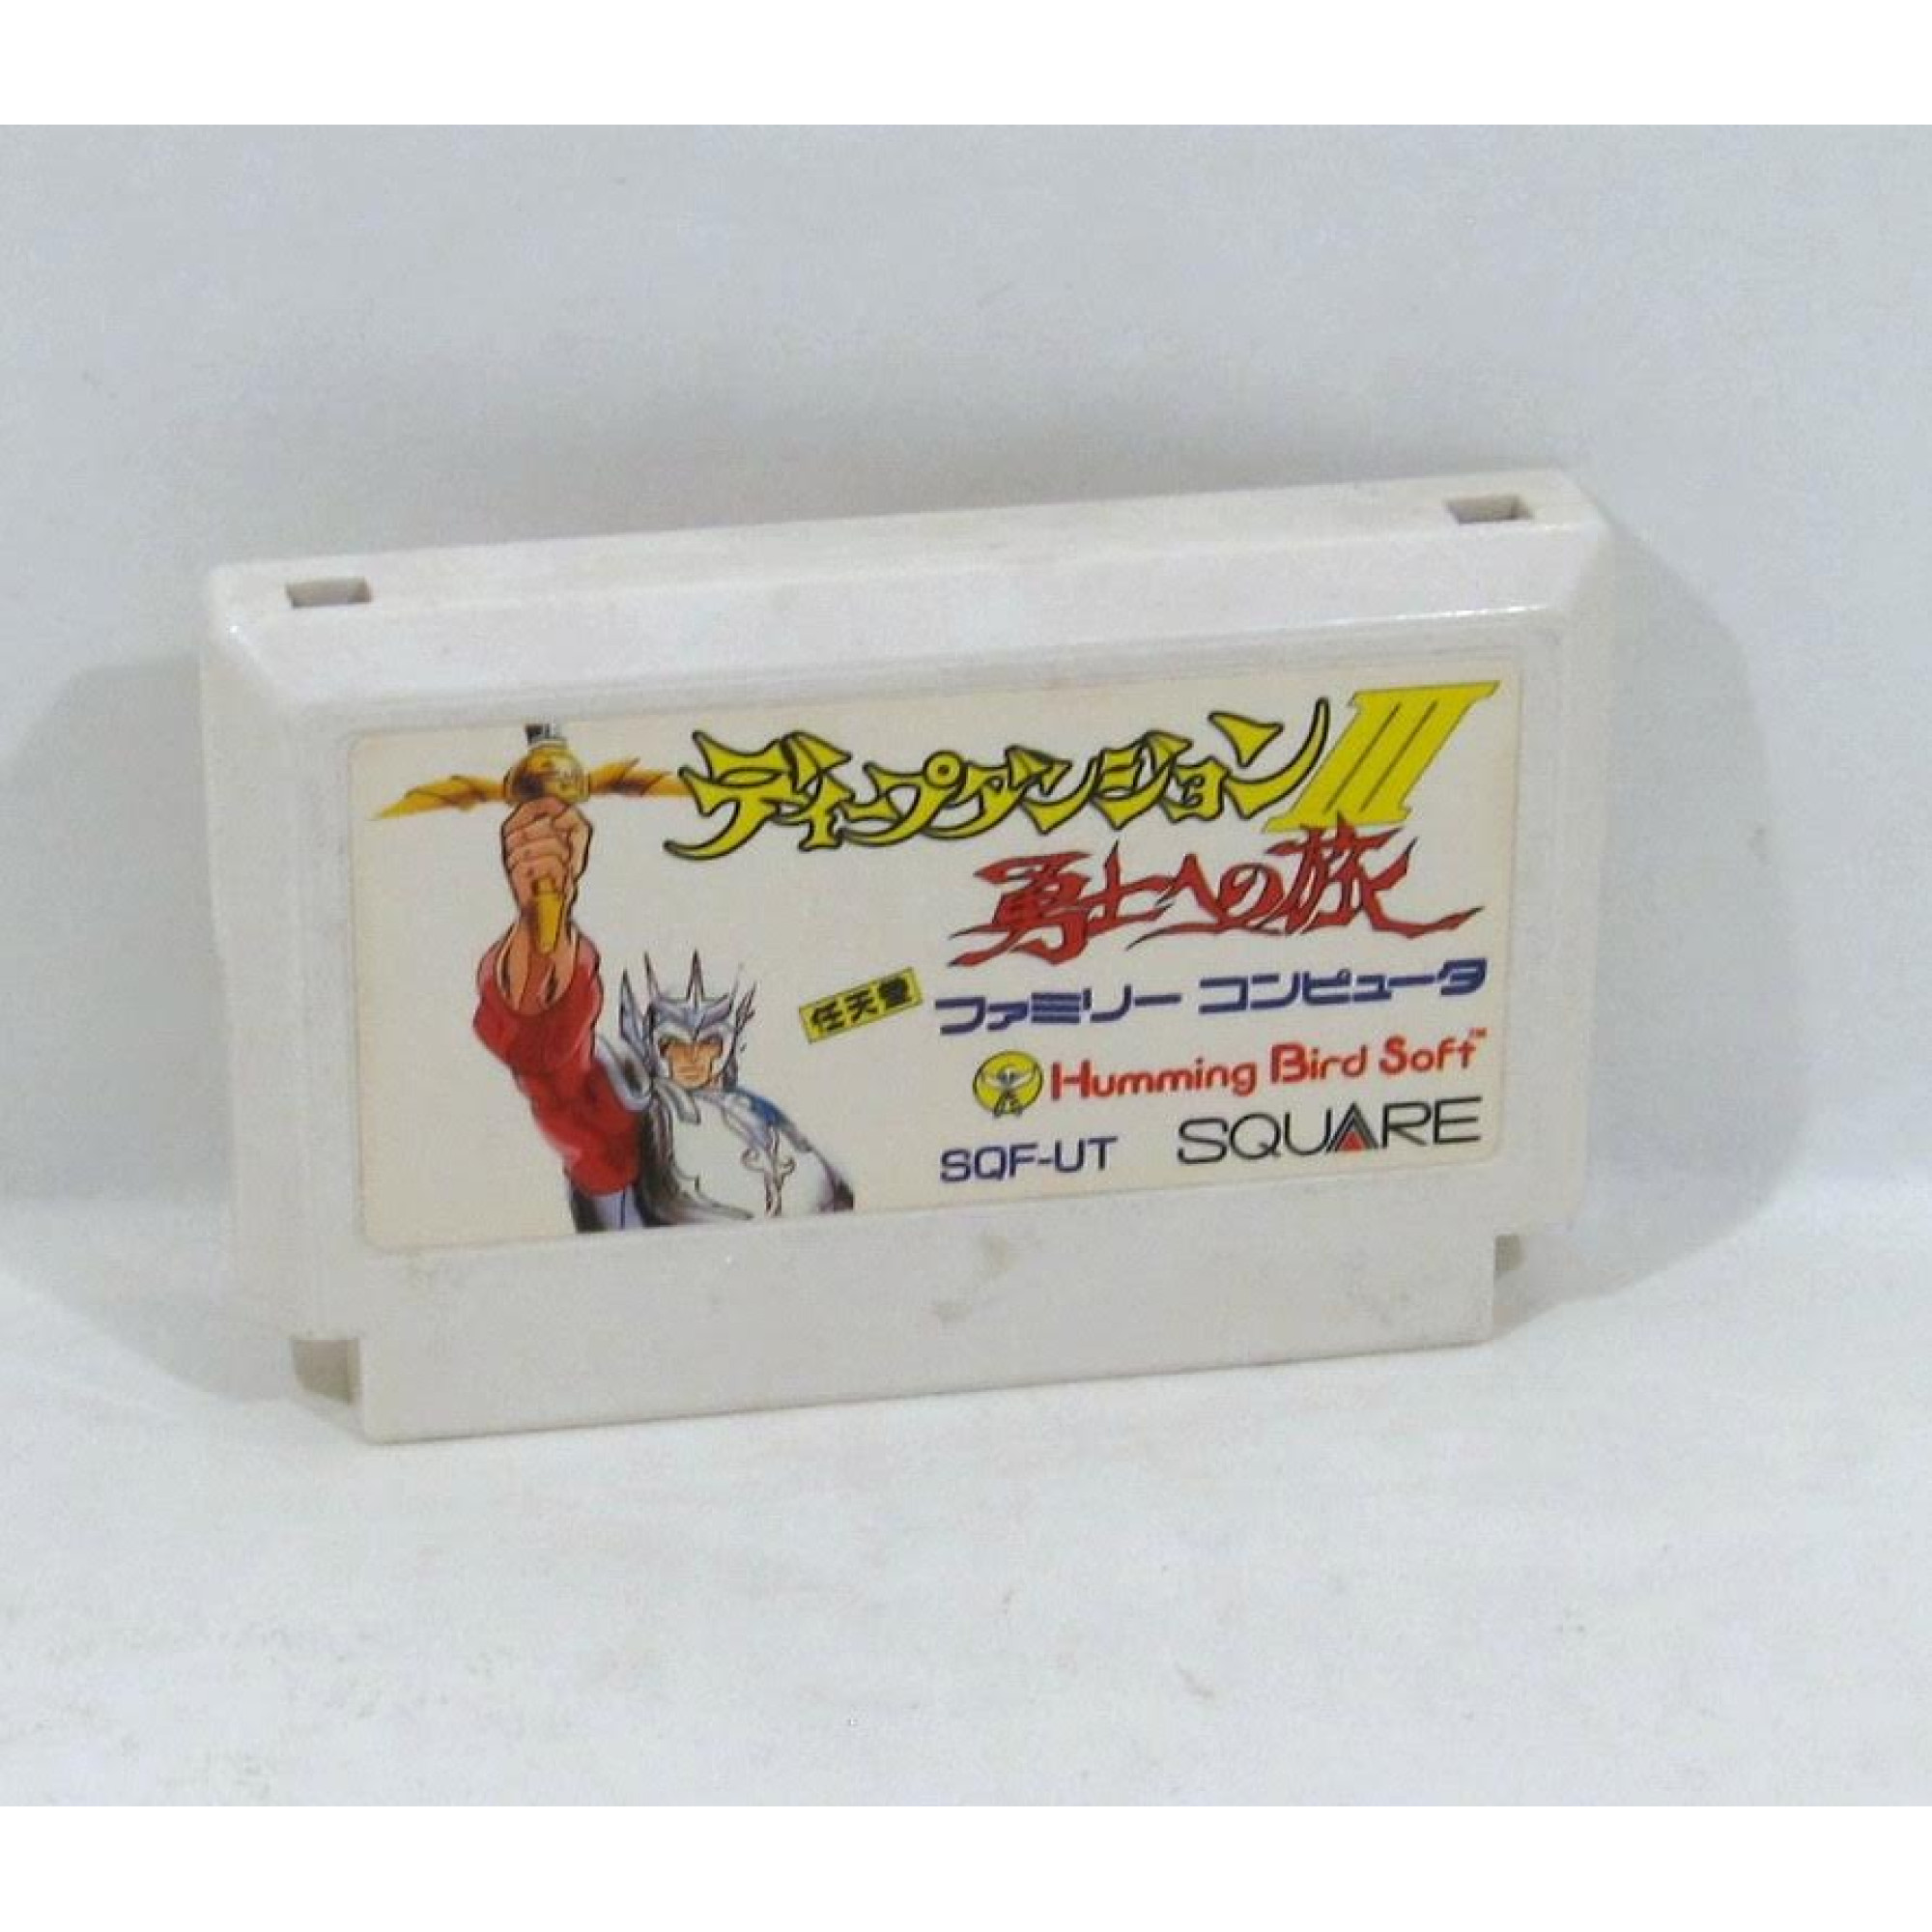 ディープダンジョンIII
勇士への旅
任天堂 ファミリー コンピュータ
Humming Bird Soft™
SQF-UT SQUARE